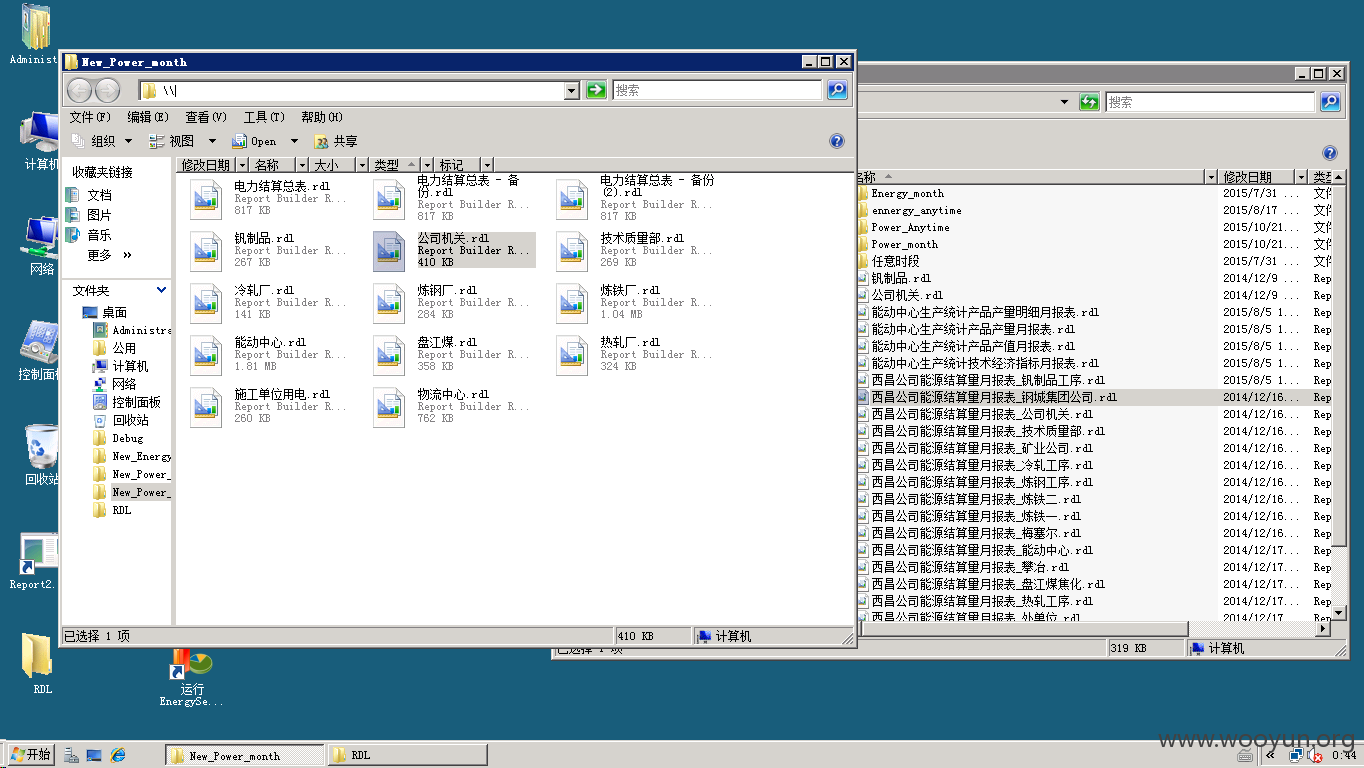 Administ
计算机
网络
控制面板
回收站
Report2.
RDL
运行
EnergySe...
New_Power_month
\\
搜索
文件(F) 编辑(E) 查看(V) 工具(T) 帮助(H)
组织 视图 Open 共享
收藏夹链接
文档
图片
音乐
更多 »
文件夹
桌面
Administra
公用
计算机
网络
控制面板
回收站
Debug
New_Energy
New_Power_
New_Power_
RDL
修改日期 名称 大小 类型 标记
电力结算总表.rdl
Report Builder R...
817 KB
电力结算总表 - 备
份.rdl
Report Builder R...
817 KB
电力结算总表 - 备份
(2).rdl
Report Builder R...
817 KB
钒制品.rdl
Report Builder R...
267 KB
公司机关.rdl
Report Builder R...
410 KB
技术质量部.rdl
Report Builder R...
269 KB
冷轧厂.rdl
Report Builder R...
141 KB
炼钢厂.rdl
Report Builder R...
284 KB
炼铁厂.rdl
Report Builder R...
1.04 MB
能动中心.rdl
Report Builder R...
1.81 MB
盘江煤.rdl
Report Builder R...
358 KB
热轧厂.rdl
Report Builder R...
324 KB
施工单位用电.rdl
Report Builder R...
260 KB
物流中心.rdl
Report Builder R...
762 KB
已选择 1 项 410 KB 计算机
搜索
名称 修改日期 类型
Energy_month 2015/7/31 ... 文件
ennergy_anytime 2015/8/17 ... 文件
Power_Anytime 2015/10/21... 文件
Power_month 2015/10/21... 文件
任意时段 2015/7/31 ... 文件
钒制品.rdl 2014/12/9 ... Rep
公司机关.rdl 2014/12/9 ... Rep
能动中心生产统计产品产量明细月报表.rdl 2015/8/5 1... Rep
能动中心生产统计产品产量月报表.rdl 2015/8/5 1... Rep
能动中心生产统计产品产值月报表.rdl 2015/8/5 1... Rep
能动中心生产统计技术经济指标月报表.rdl 2015/8/5 1... Rep
西昌公司能源结算量月报表_钒制品工序.rdl 2015/8/5 1... Rep
西昌公司能源结算量月报表_钢城集团公司.rdl 2014/12/16... Rep
西昌公司能源结算量月报表_公司机关.rdl 2014/12/16... Rep
西昌公司能源结算量月报表_技术质量部.rdl 2014/12/16... Rep
西昌公司能源结算量月报表_矿业公司.rdl 2014/12/16... Rep
西昌公司能源结算量月报表_冷轧工序.rdl 2014/12/16... Rep
西昌公司能源结算量月报表_炼钢工序.rdl 2014/12/16... Rep
西昌公司能源结算量月报表_炼铁二.rdl 2014/12/16... Rep
西昌公司能源结算量月报表_炼铁一.rdl 2014/12/16... Rep
西昌公司能源结算量月报表_梅塞尔.rdl 2014/12/16... Rep
西昌公司能源结算量月报表_能动中心.rdl 2014/12/17... Rep
西昌公司能源结算量月报表_攀冶.rdl 2014/12/17... Rep
西昌公司能源结算量月报表_盘江煤焦化.rdl 2014/12/17... Rep
西昌公司能源结算量月报表_热轧工序.rdl 2014/12/17... Rep
西昌公司能源结算量月报表_外单位.rdl 2014/12/17... Rep
已选择 1 项 319 KB 计算机
www.wooyun.org
开始 New_Power_month RDL « 0:44